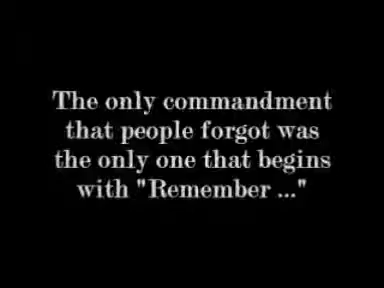 The only commandment
that people forgot was
the only one that begins
with "Remember ..."